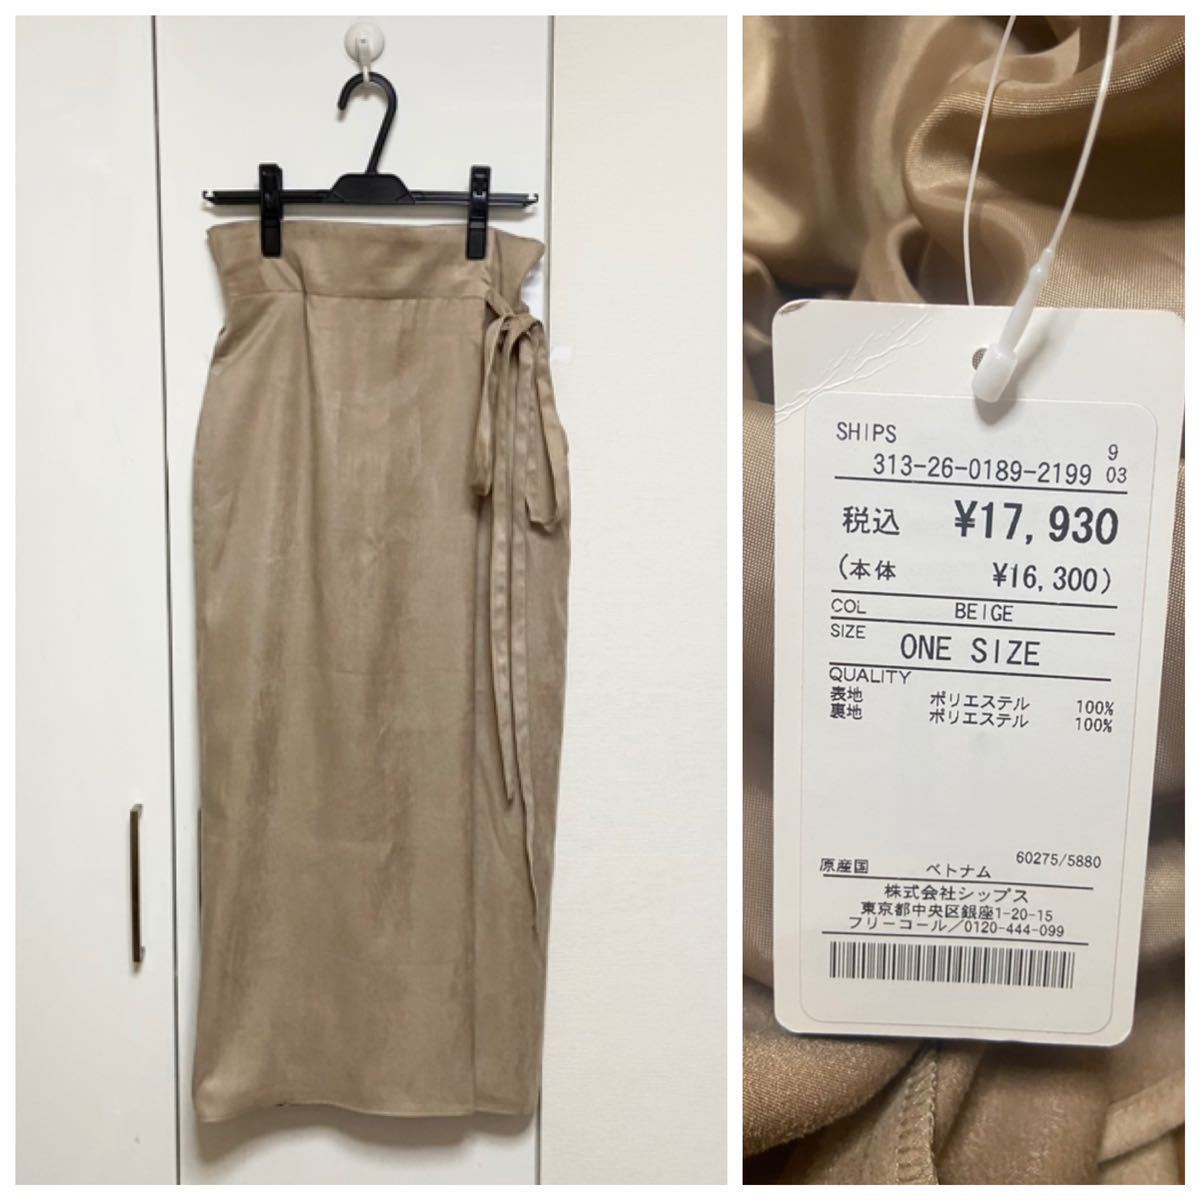 SHIPS
313-26-0189-2199 9 03
税込 ¥17,930
(本体 ¥16,300)
COL BEIGE
SIZE ONE SIZE
QUALITY
表地 ポリエステル 100%
裏地 ポリエステル 100%
60275/5880
原産国 ベトナム
株式会社シップス
東京都中央区銀座1-20-15
フリーコール/0120-444-099